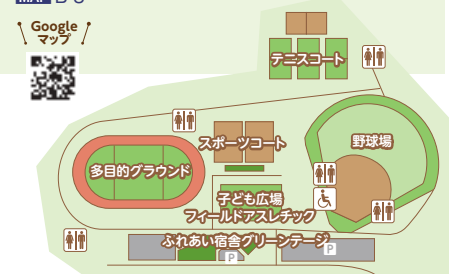 MAP B-3
Google
マップ
テニスコート
スポーツコート
野球場
多目的グラウンド
子ども広場
フィールドアスレチック
ふれあい宿舎グリーンテージ
P
P